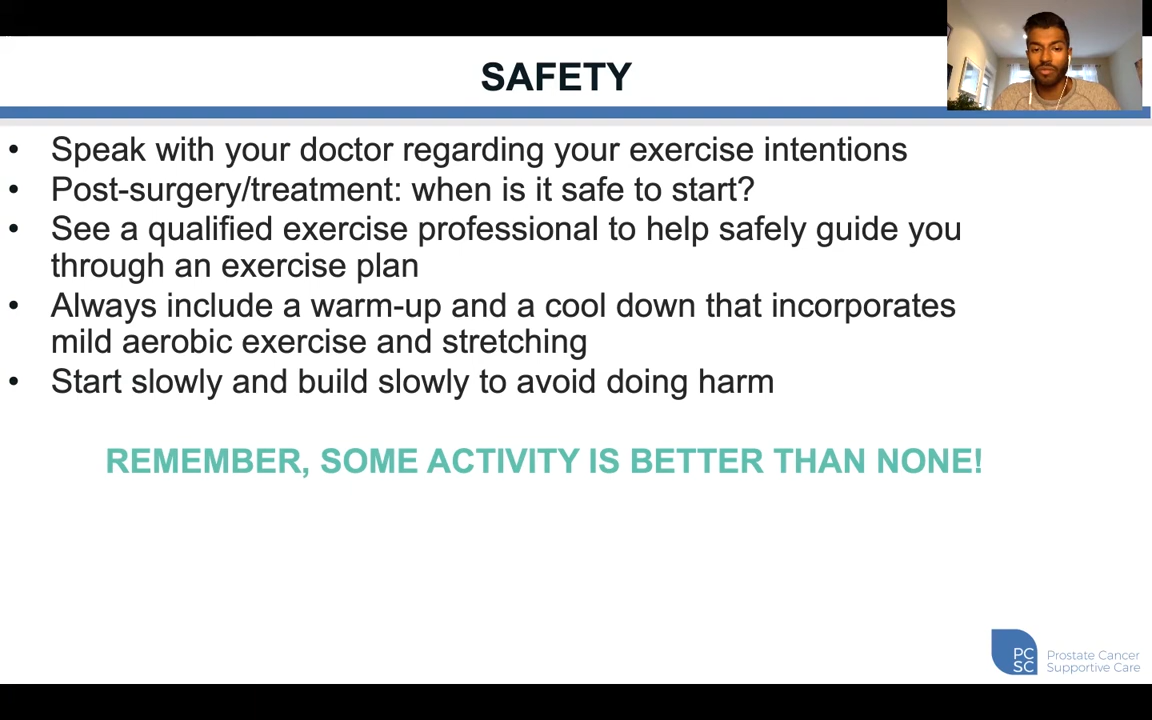 SAFETY
• Speak with your doctor regarding your exercise intentions
• Post-surgery/treatment: when is it safe to start?
• See a qualified exercise professional to help safely guide you
through an exercise plan
• Always include a warm-up and a cool down that incorporates
mild aerobic exercise and stretching
• Start slowly and build slowly to avoid doing harm
REMEMBER, SOME ACTIVITY IS BETTER THAN NONE!
PC
SC
Prostate Cancer
Supportive Care